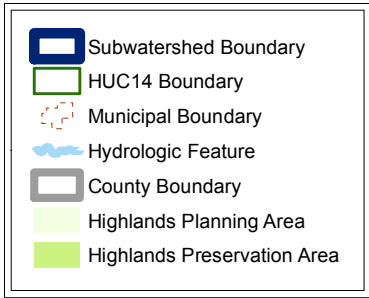 Subwatershed Boundary
HUC14 Boundary
Municipal Boundary
Hydrologic Feature
County Boundary
Highlands Planning Area
Highlands Preservation Area